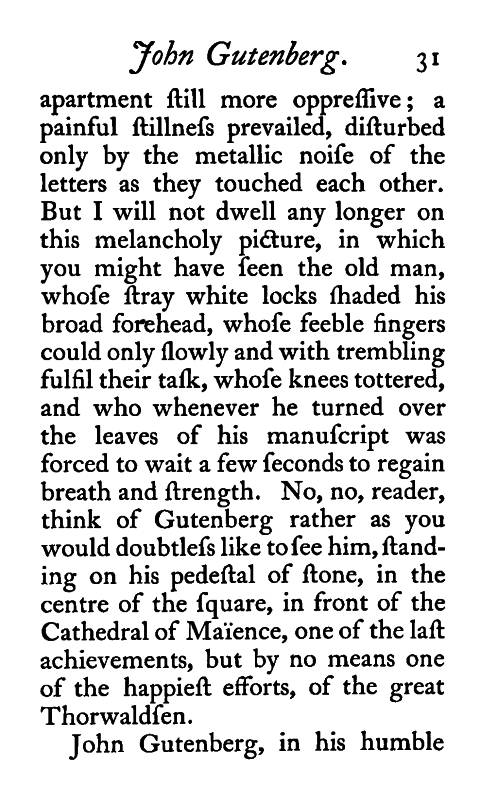 John Gutenberg. 31
apartment ſtill more oppreſſive; a
painful ſtillneſs prevailed, diſturbed
only by the metallic noiſe of the
letters as they touched each other.
But I will not dwell any longer on
this melancholy picture, in which
you might have ſeen the old man,
whoſe ſtray white locks ſhaded his
broad forehead, whoſe feeble fingers
could only ſlowly and with trembling
fulfil their taſk, whoſe knees tottered,
and who whenever he turned over
the leaves of his manuſcript was
forced to wait a few ſeconds to regain
breath and ſtrength. No, no, reader,
think of Gutenberg rather as you
would doubtleſs like to ſee him, ſtand-
ing on his pedeſtal of ſtone, in the
centre of the ſquare, in front of the
Cathedral of Maïence, one of the laſt
achievements, but by no means one
of the happieſt efforts, of the great
Thorwaldſen.
John Gutenberg, in his humble